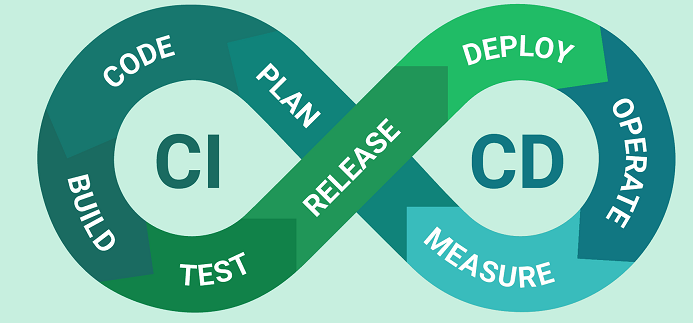 PLAN
CODE
BUILD
TEST
RELEASE
DEPLOY
OPERATE
MEASURE
CI
CD